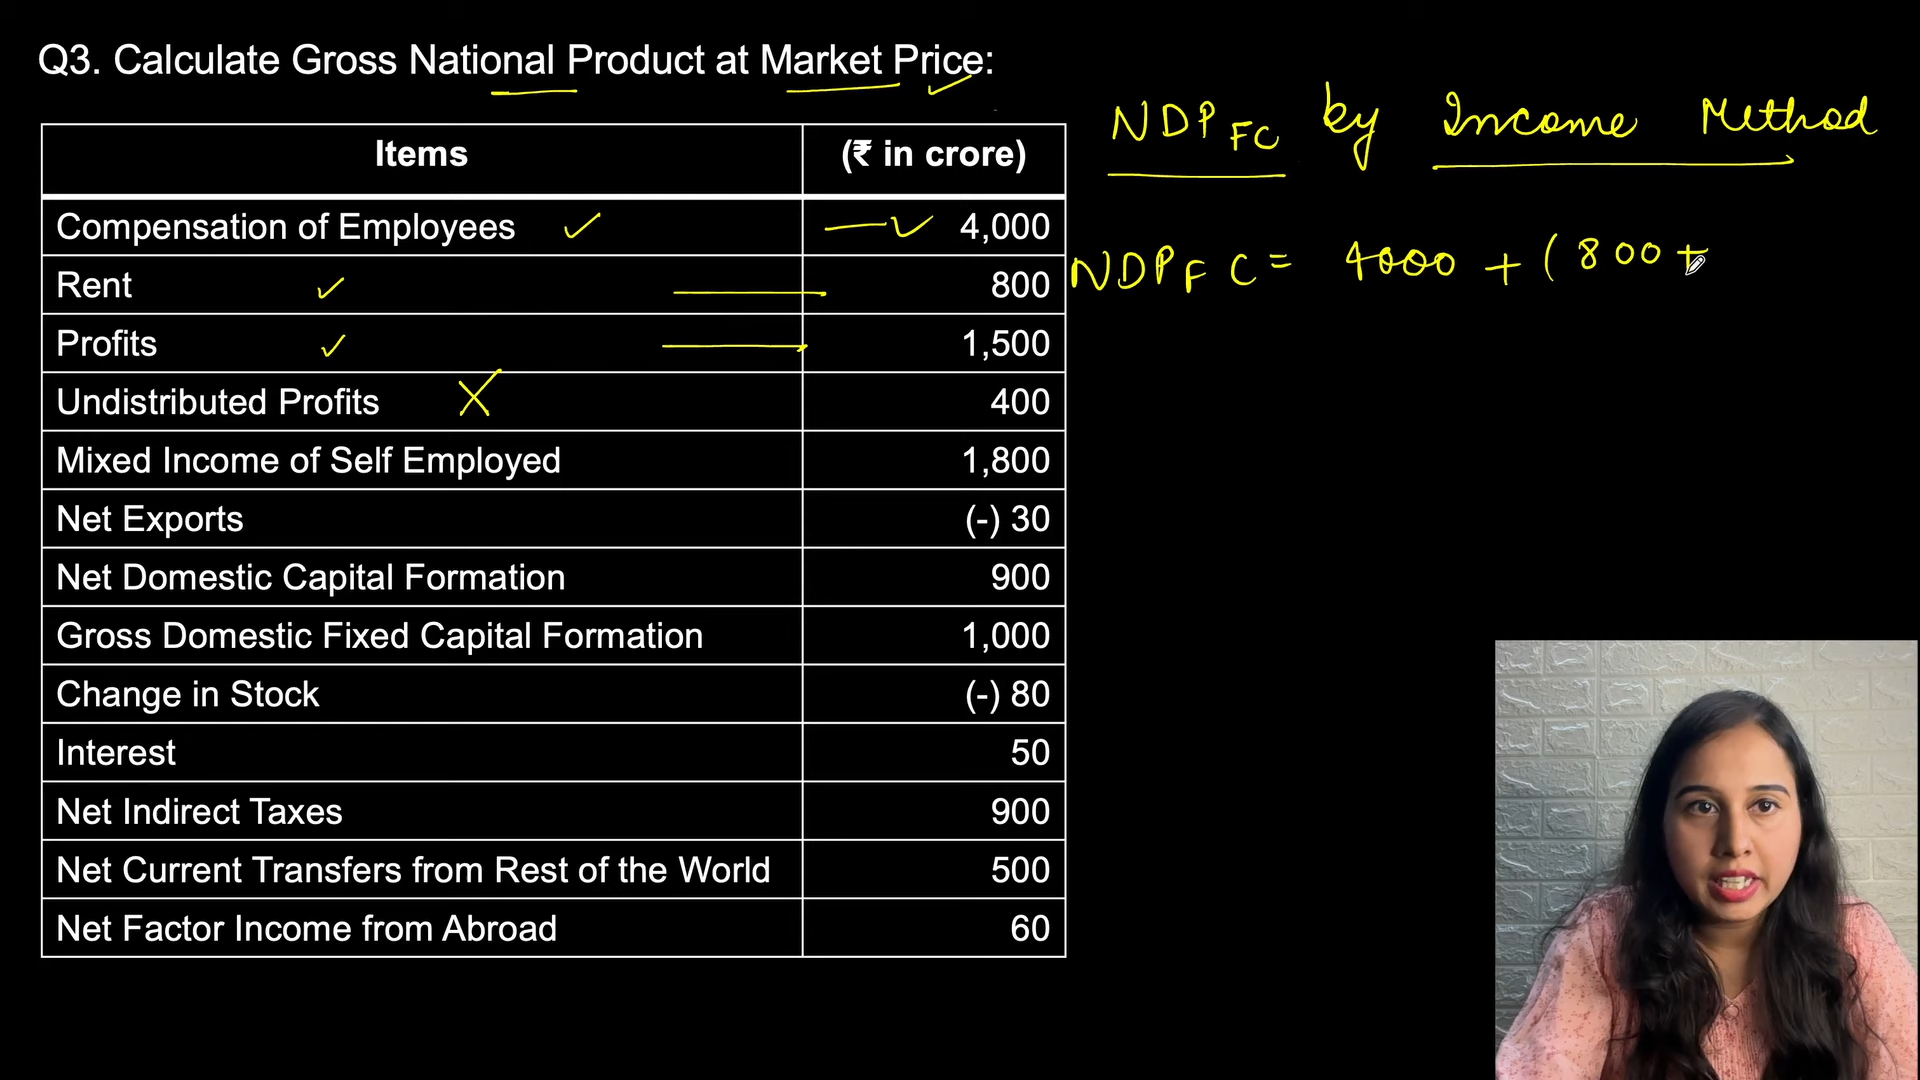 Q3. Calculate Gross National Product at Market Price:
NDP FC by Income Method
Items (₹ in crore)
Compensation of Employees 4,000
NDP F C = 4000 + ( 800 +
Rent 800
Profits 1,500
Undistributed Profits 400
Mixed Income of Self Employed 1,800
Net Exports (-) 30
Net Domestic Capital Formation 900
Gross Domestic Fixed Capital Formation 1,000
Change in Stock (-) 80
Interest 50
Net Indirect Taxes 900
Net Current Transfers from Rest of the World 500
Net Factor Income from Abroad 60